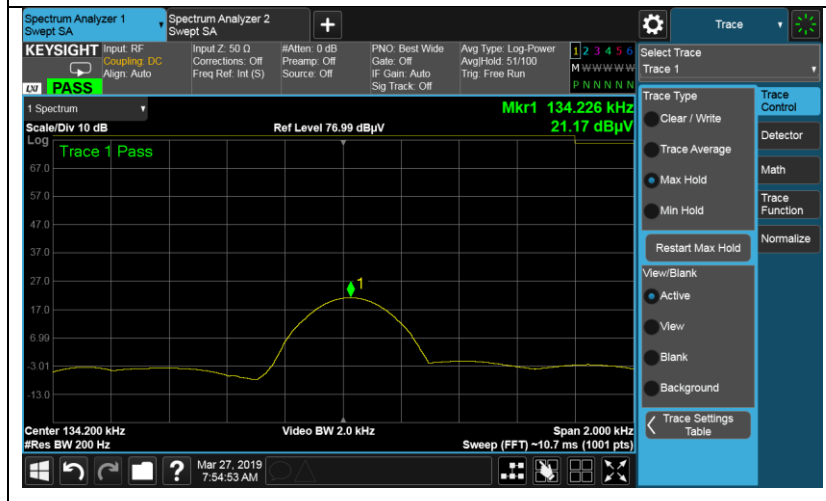 Spectrum Analyzer 1
Swept SA
Spectrum Analyzer 2
Swept SA
Trace
KEYSIGHT
Input: RF
Coupling: DC
Align: Auto
Input Z: 50 Ω
Corrections: Off
Freq Ref: Int (S)
#Atten: 0 dB
Preamp: Off
Source: Off
PNO: Best Wide
Gate: Off
IF Gain: Auto
Sig Track: Off
Avg Type: Log-Power
Avg|Hold: 51/100
Trig: Free Run
1 2 3 4 5 6
M W W W W W
P N N N N N
LXI PASS
Select Trace
Trace 1
1 Spectrum
Mkr1 134.226 kHz
Scale/Div 10 dB
Ref Level 76.99 dBµV
21.17 dBµV
Log
Trace 1 Pass
67.0
57.0
47.0
37.0
27.0
1
17.0
6.99
-3.01
-13.0
Center 134.200 kHz
Video BW 2.0 kHz
Span 2.000 kHz
#Res BW 200 Hz
Sweep (FFT) ~10.7 ms (1001 pts)
Trace Type
Clear / Write
Trace Average
Max Hold
Min Hold
Restart Max Hold
View/Blank
Active
View
Blank
Background
Trace Settings
Table
Trace
Control
Detector
Math
Trace
Function
Normalize
?
Mar 27, 2019
7:54:53 AM